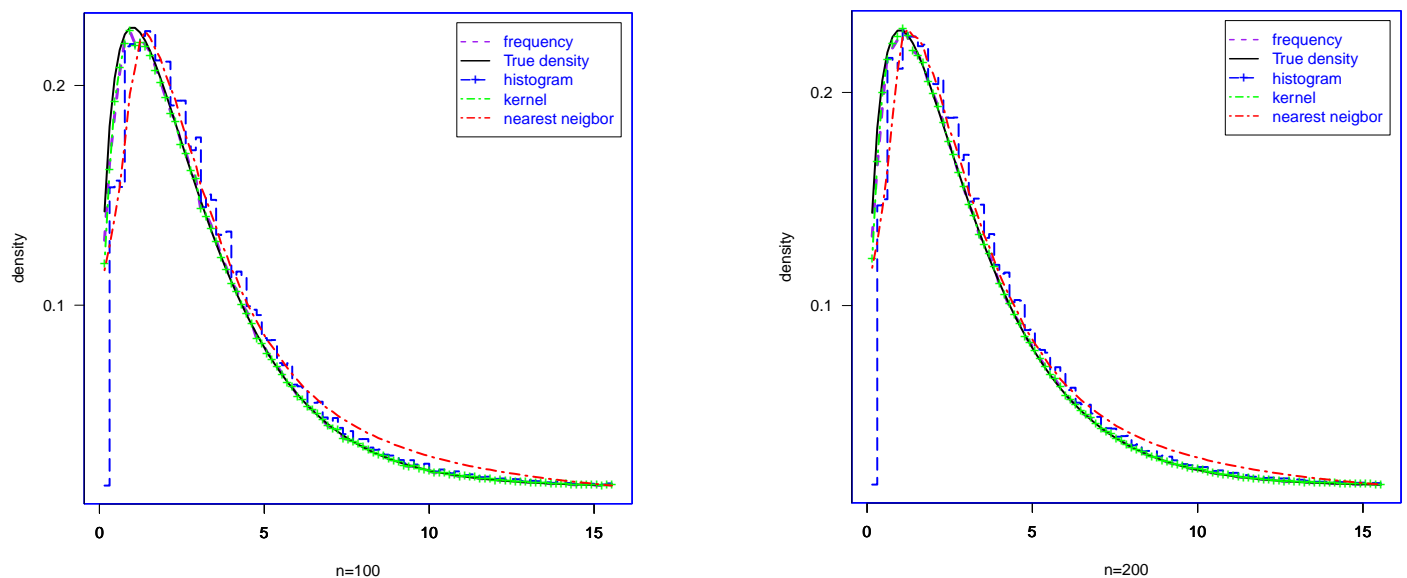 frequency
True density
histogram
kernel
nearest neigbor
density
0.2
0.1
0
5
10
15
n=100
frequency
True density
histogram
kernel
nearest neigbor
density
0.2
0.1
0
5
10
15
n=200